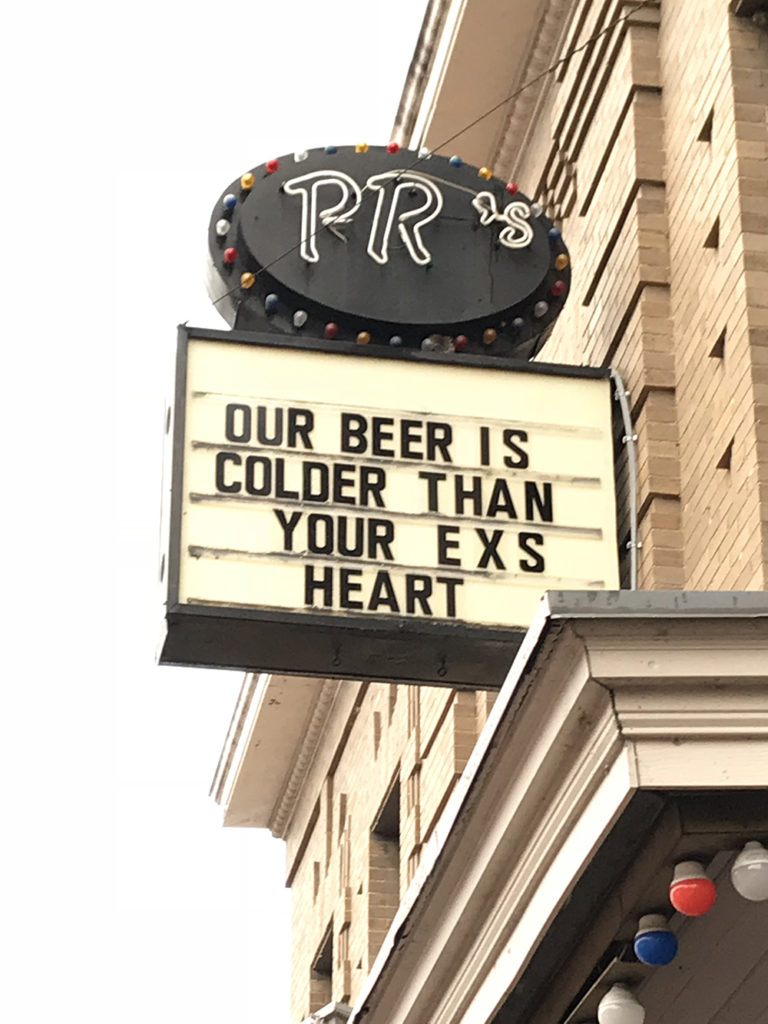 PR's
OUR BEER IS
COLDER THAN
YOUR EXS
HEART